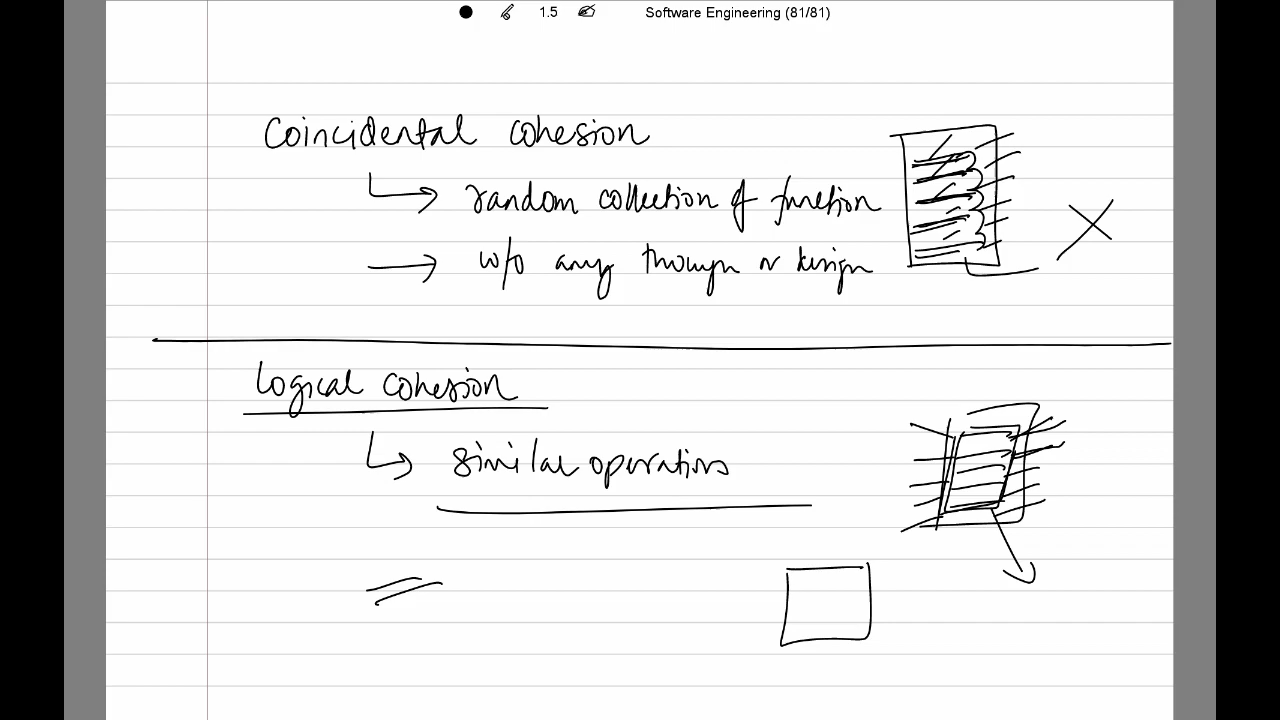 1.5 Software Engineering (81/81)
Coincidental cohesion
random collection of function
w/o any though or design
Logical cohesion
similar operations